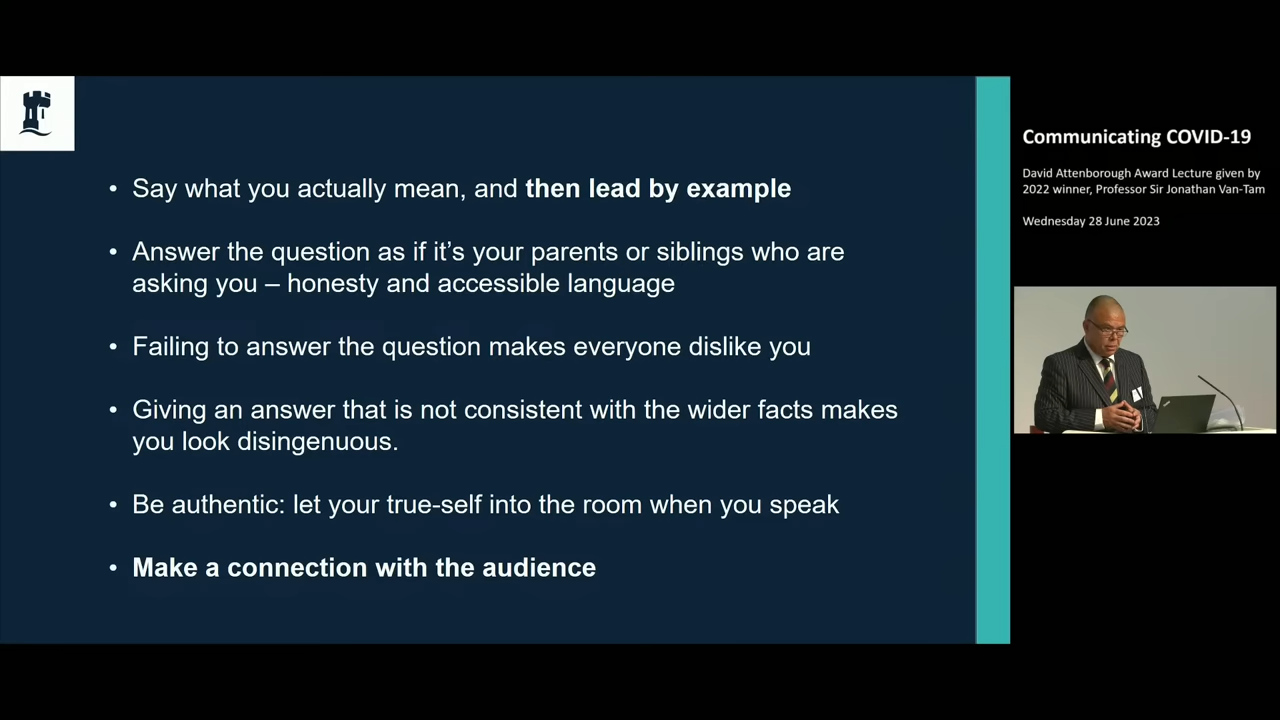 • Say what you actually mean, and then lead by example
• Answer the question as if it’s your parents or siblings who are
asking you – honesty and accessible language
• Failing to answer the question makes everyone dislike you
• Giving an answer that is not consistent with the wider facts makes
you look disingenuous.
• Be authentic: let your true-self into the room when you speak
• Make a connection with the audience
Communicating COVID-19
David Attenborough Award Lecture given by
2022 winner, Professor Sir Jonathan Van-Tam
Wednesday 28 June 2023